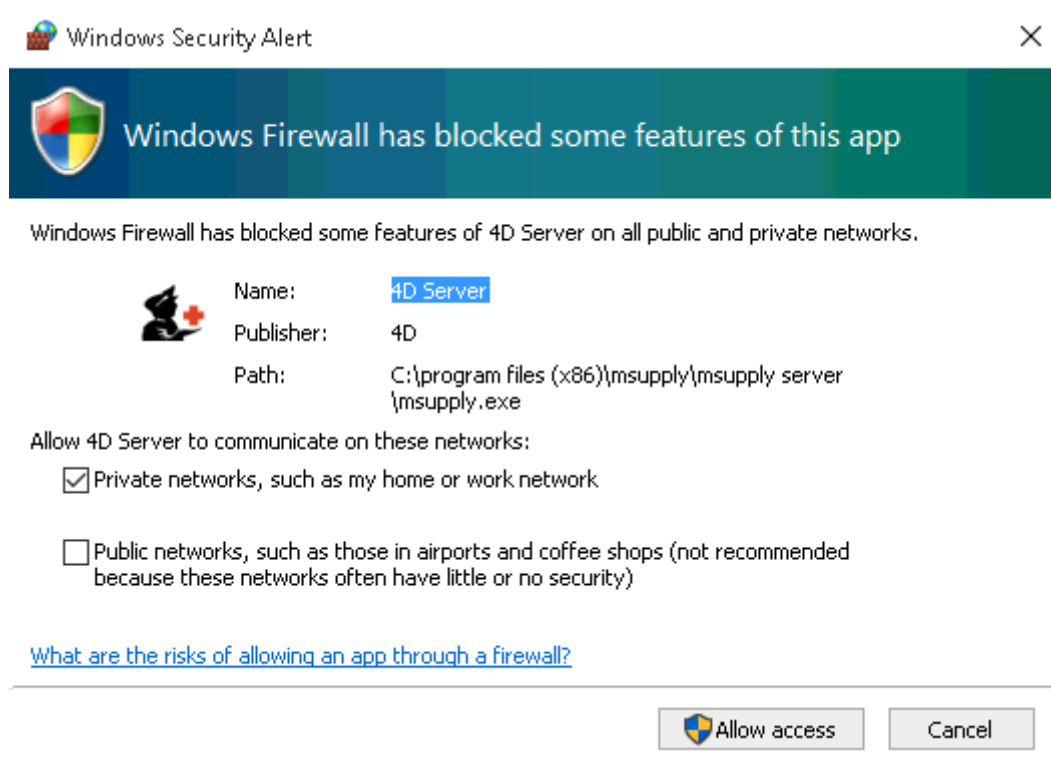 Windows Security Alert
Windows Firewall has blocked some features of this app
Windows Firewall has blocked some features of 4D Server on all public and private networks.
Name: 4D Server
Publisher: 4D
Path: C:\program files (x86)\msupply\msupply server
\msupply.exe
Allow 4D Server to communicate on these networks:
Private networks, such as my home or work network
Public networks, such as those in airports and coffee shops (not recommended
because these networks often have little or no security)
What are the risks of allowing an app through a firewall?
Allow access Cancel